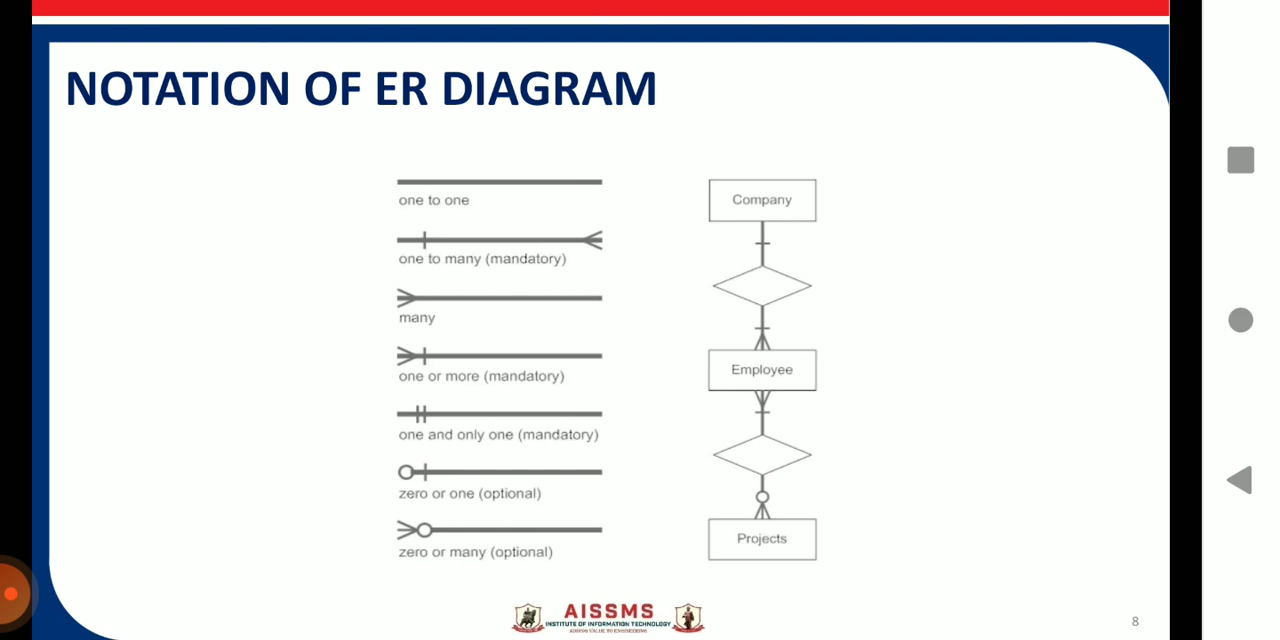 NOTATION OF ER DIAGRAM
one to one
one to many (mandatory)
many
one or more (mandatory)
one and only one (mandatory)
zero or one (optional)
zero or many (optional)
Company
Employee
Projects
AISSMS
INSTITUTE OF INFORMATION TECHNOLOGY
ADDING VALUE TO ENGINEERING
8